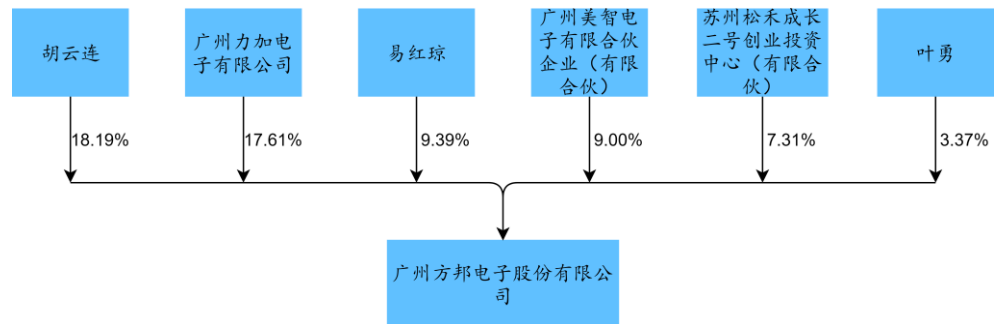 胡云连
广州力加电
子有限公司
易红琼
广州美智电
子有限合伙
企业（有限
合伙）
苏州松禾成长
二号创业投资
中心（有限合
伙）
叶勇
18.19%
17.61%
9.39%
9.00%
7.31%
3.37%
广州方邦电子股份有限公
司